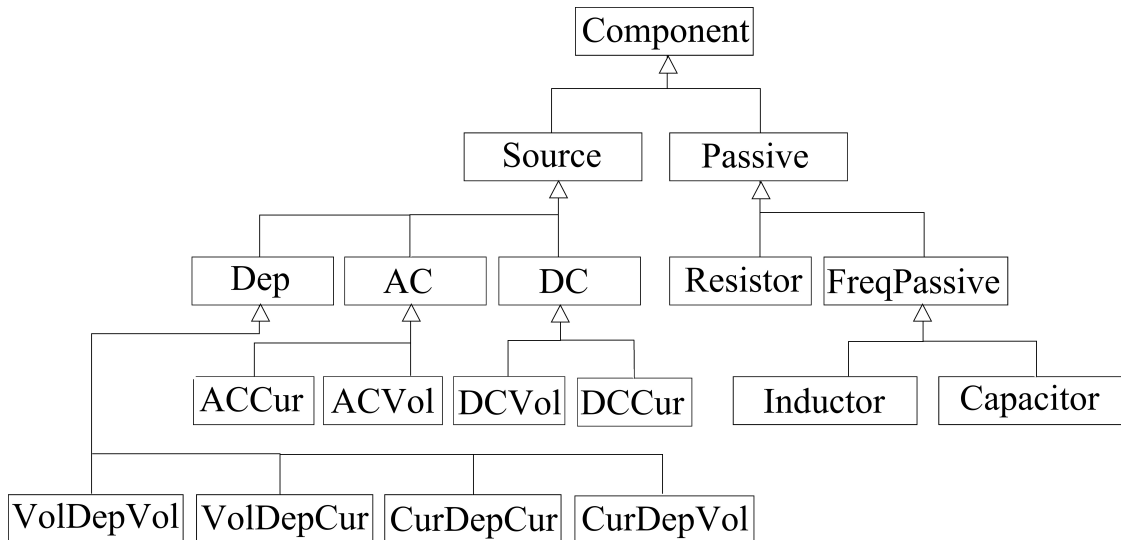 Component
Source
Passive
Dep
AC
DC
Resistor
FreqPassive
ACCur
ACVol
DCVol
DCCur
Inductor
Capacitor
VolDepVol
VolDepCur
CurDepCur
CurDepVol